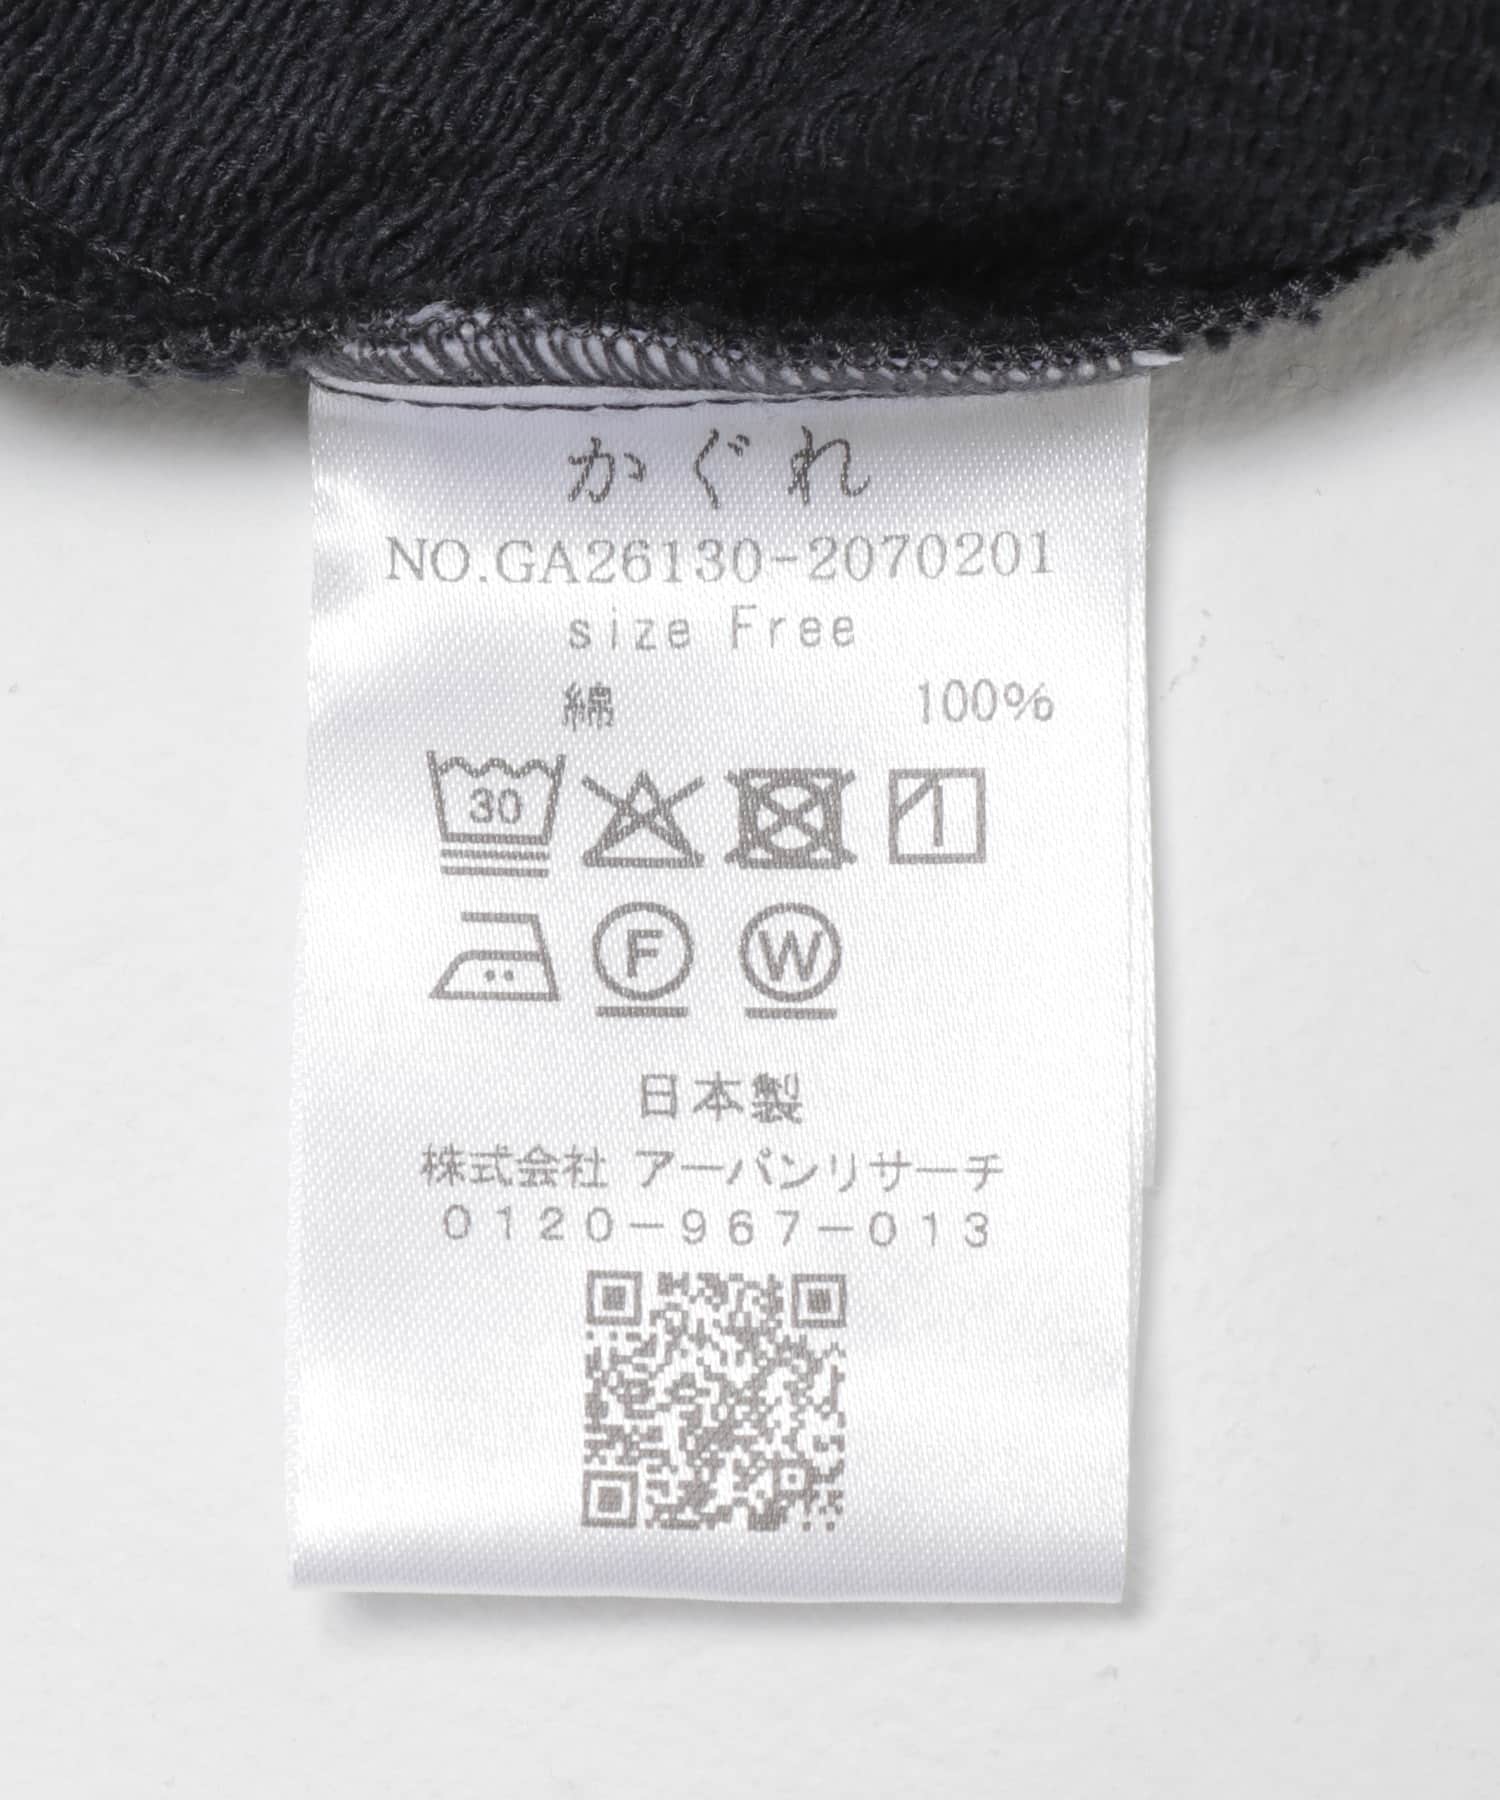 かぐれ
NO.GA26130-2070201
size Free
綿 100%
30
F W
日本製
株式会社 アーバンリサーチ
0120-967-013